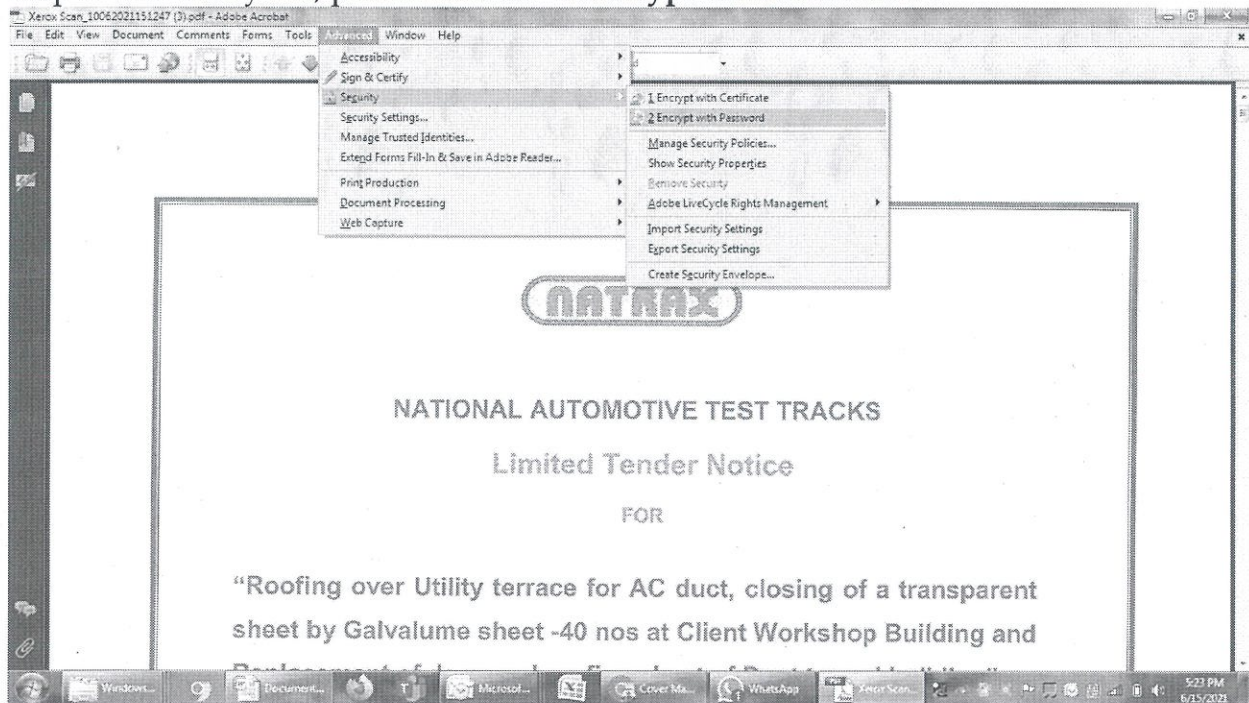 Xerox Scan_10062021151247 (3).pdf - Adobe Acrobat
File Edit View Document Comments Forms Tools Advanced Window Help
Accessibility
Sign & Certify
Security
Security Settings...
Manage Trusted Identities...
Extend Forms Fill-In & Save in Adobe Reader...
Print Production
Document Processing
Web Capture
1 Encrypt with Certificate
2 Encrypt with Password
Manage Security Policies...
Show Security Properties
Remove Security
Adobe LiveCycle Rights Management
Import Security Settings
Export Security Settings
Create Security Envelope...
NATRAX
NATIONAL AUTOMOTIVE TEST TRACKS
Limited Tender Notice
FOR
“Roofing over Utility terrace for AC duct, closing of a transparent
sheet by Galvalume sheet -40 nos at Client Workshop Building and
Windows... Document... Microsof... Cover Ma... WhatsApp Xerox Scan... 5:23 PM
6/15/2021